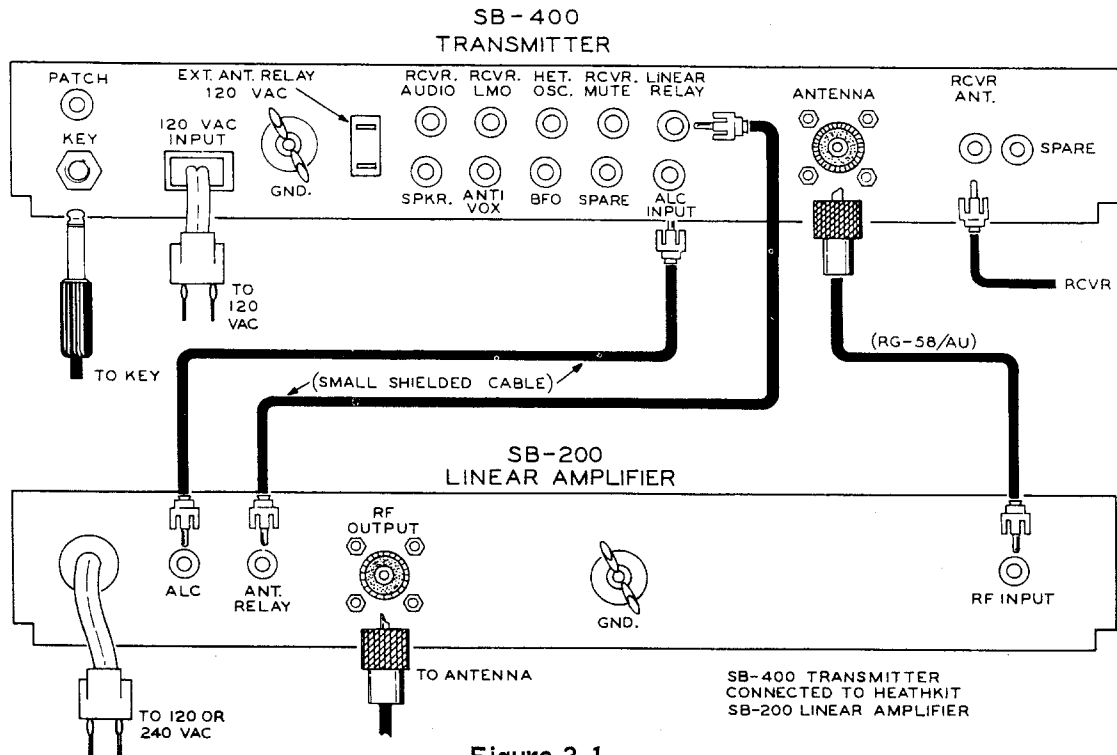 SB-400
TRANSMITTER
PATCH
KEY
EXT. ANT. RELAY
120 VAC
120 VAC
INPUT
GND.
RCVR.
AUDIO
RCVR.
LMO
HET.
OSC.
RCVR.
MUTE
LINEAR
RELAY
SPKR.
ANTI
VOX
BFO
SPARE
ALC
INPUT
ANTENNA
RCVR
ANT.
SPARE
TO
120
VAC
TO KEY
RCVR
(RG-58/AU)
(SMALL SHIELDED CABLE)
SB-200
LINEAR AMPLIFIER
ALC
ANT.
RELAY
RF
OUTPUT
GND.
RF INPUT
TO ANTENNA
TO 120 OR
240 VAC
SB-400 TRANSMITTER
CONNECTED TO HEATHKIT
SB-200 LINEAR AMPLIFIER